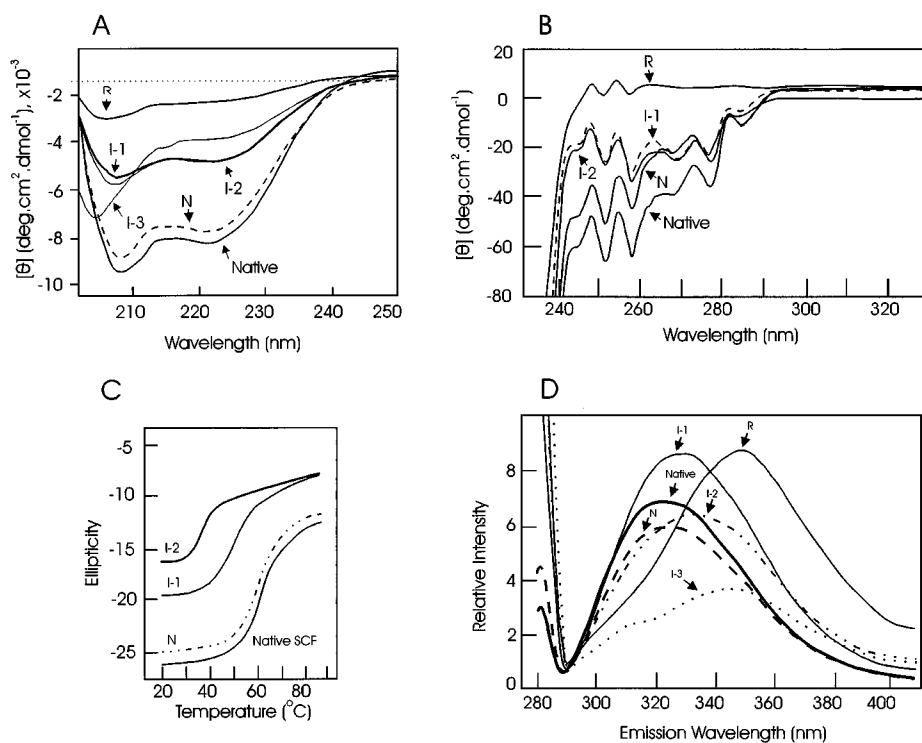 A
[θ] (deg.cm².dmol⁻¹), x10⁻³
-2
-4
-6
-8
-10
R
I-1
I-2
I-3
N
Native
210 220 230 240 250
Wavelength (nm)
B
[θ] (deg.cm².dmol⁻¹)
20
0
-20
-40
-60
-80
R
I-1
I-2
N
Native
240 260 280 290 300 320
Wavelength (nm)
C
Ellipticity
-5
-10
-15
-20
-25
I-2
I-1
N
Native SCF
20 40 60 80
Temperature (°C)
D
Relative Intensity
8
6
4
2
0
I-1
R
Native
I-2
N
I-3
280 300 320 340 360 380 400
Emission Wavelength (nm)